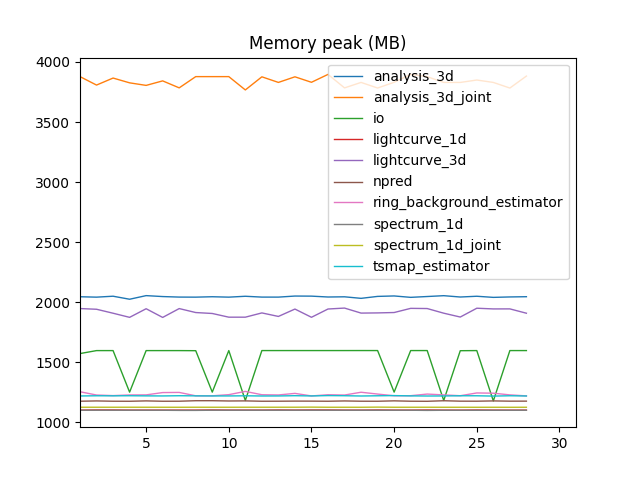 Memory peak (MB)
4000
3500
3000
2500
2000
1500
1000
analysis_3d
analysis_3d_joint
io
lightcurve_1d
lightcurve_3d
npred
ring_background_estimator
spectrum_1d
spectrum_1d_joint
tsmap_estimator
5 10 15 20 25 30